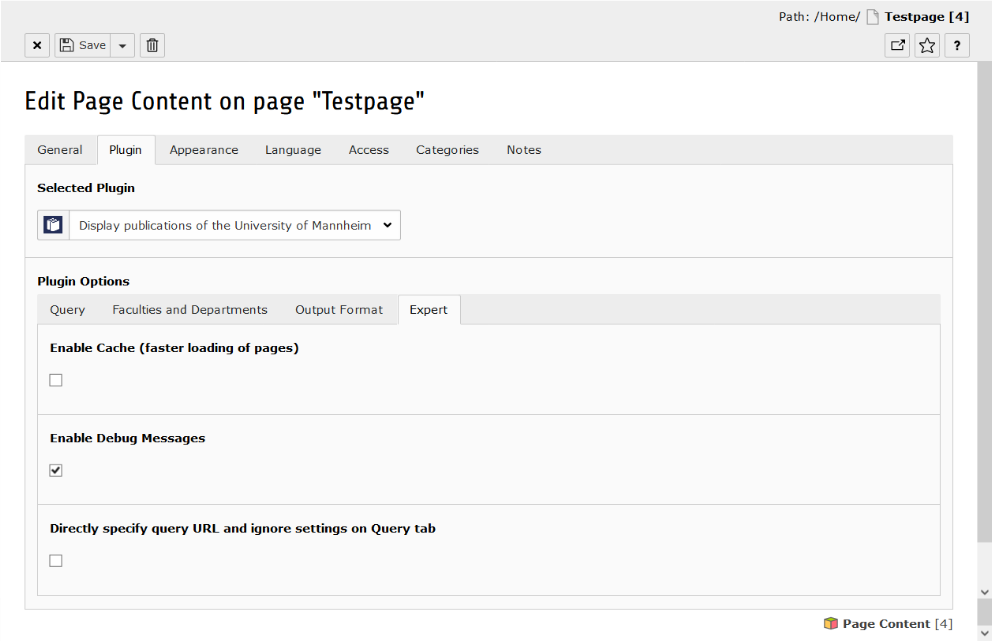 Path: /Home/ Testpage [4]
Save
?
Edit Page Content on page "Testpage"
General Plugin Appearance Language Access Categories Notes
Selected Plugin
Display publications of the University of Mannheim
Plugin Options
Query Faculties and Departments Output Format Expert
Enable Cache (faster loading of pages)
Enable Debug Messages
Directly specify query URL and ignore settings on Query tab
Page Content [4]